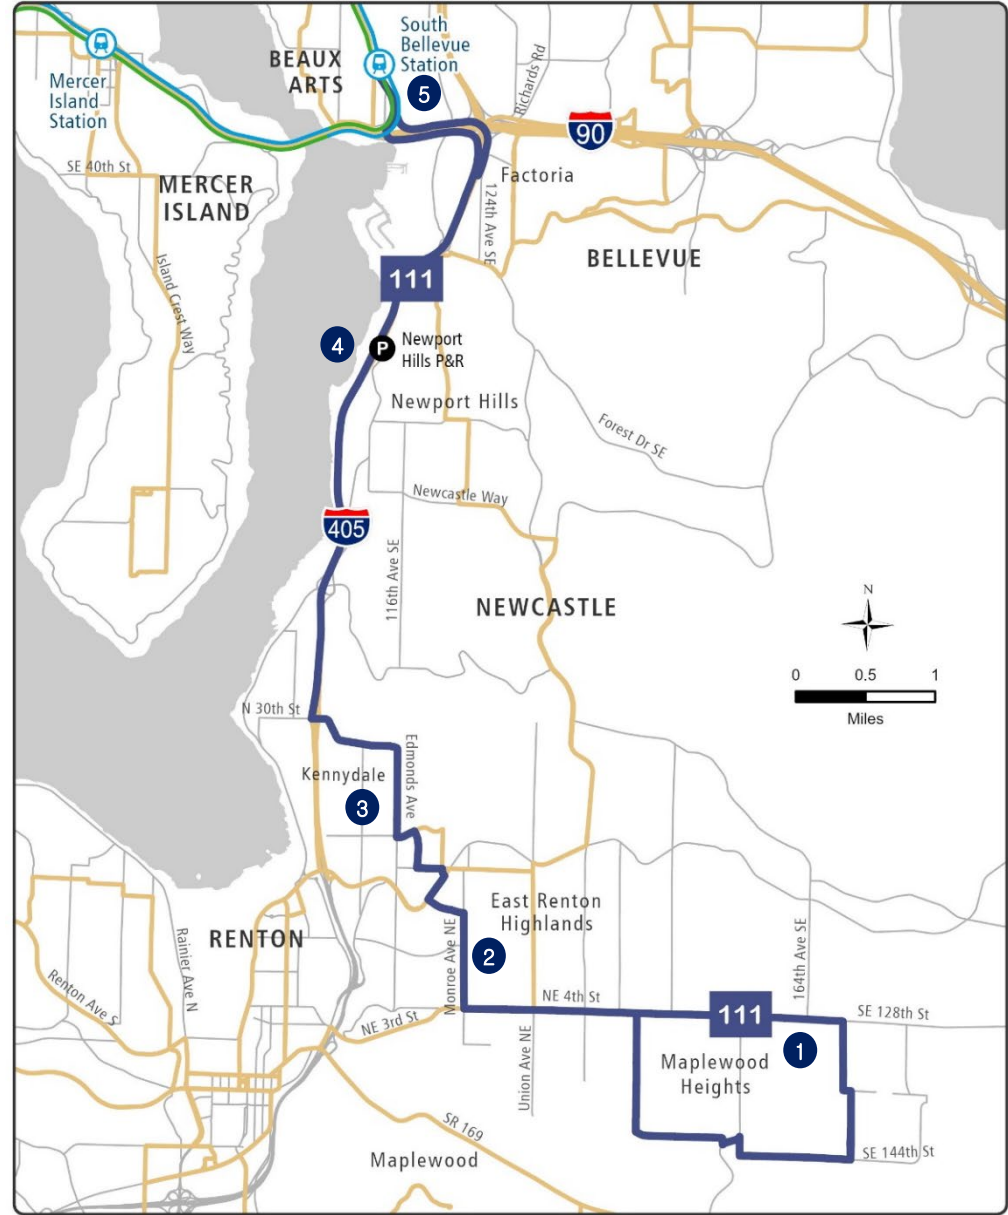 South
Bellevue
Station
BEAUX
ARTS
Mercer
Island
Station
5
Richards Rd
90
SE 40th St
MERCER
ISLAND
Factoria
124th Ave SE
BELLEVUE
Island Crest Way
111
4
P
Newport
Hills P&R
Newport Hills
Forest Dr SE
Newcastle Way
405
116th Ave SE
NEWCASTLE
N
0 0.5 1
Miles
N 30th St
Edmonds Ave
Kennydale
3
East Renton
Highlands
RENTON
Rainier Ave N
Monroe Ave NE
2
164th Ave SE
Renton Ave S
NE 3rd St
NE 4th St
111
SE 128th St
1
Maplewood
Heights
Union Ave NE
SR 169
SE 144th St
Maplewood